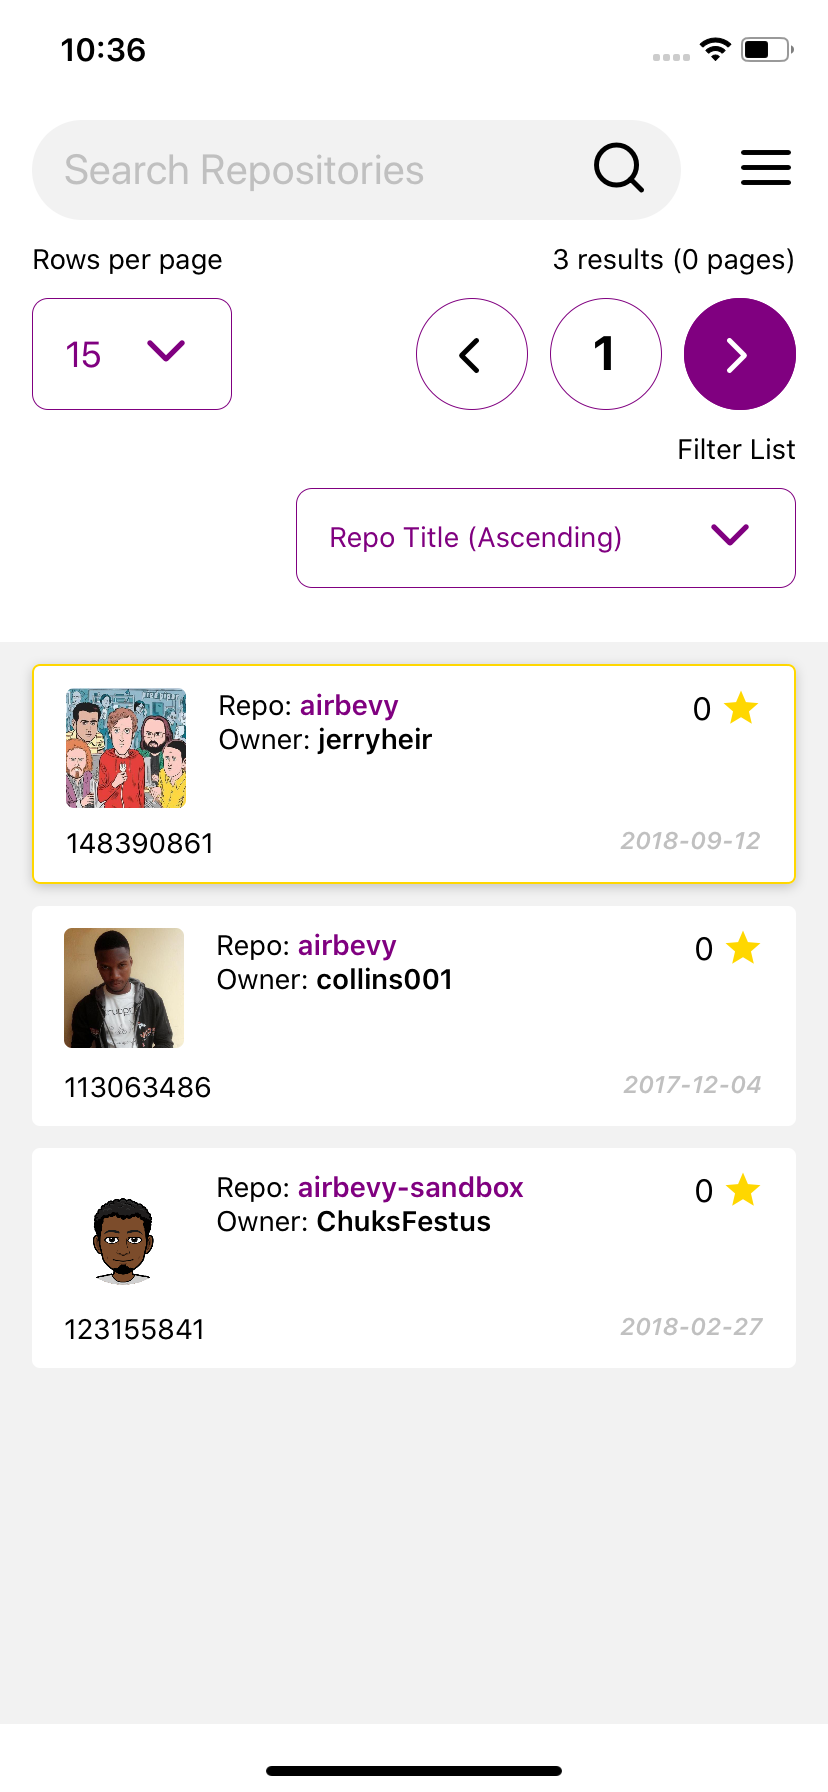 10:36
Search Repositories
Rows per page
3 results (0 pages)
15
1
Filter List
Repo Title (Ascending)
Repo: airbevy
0
Owner: jerryheir
148390861
2018-09-12
Repo: airbevy
0
Owner: collins001
113063486
2017-12-04
Repo: airbevy-sandbox
0
Owner: ChuksFestus
123155841
2018-02-27